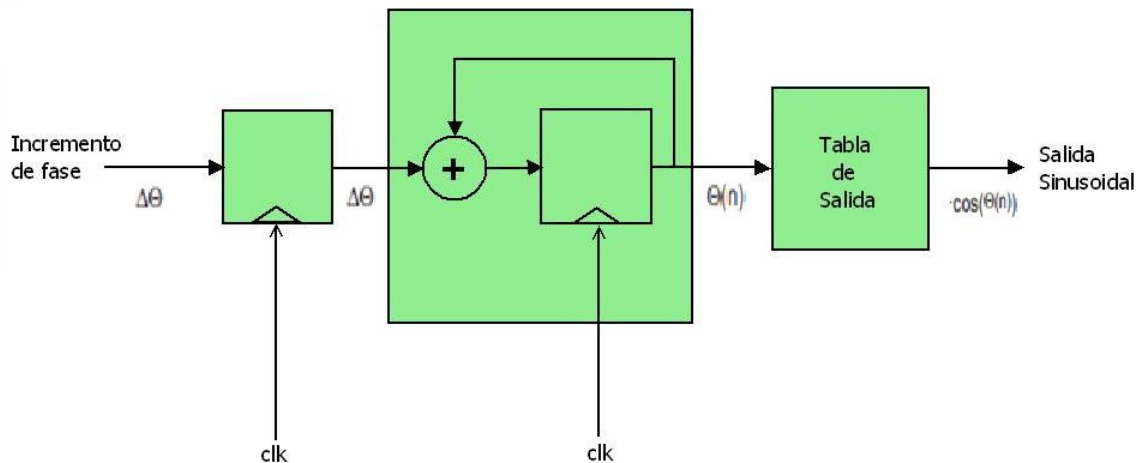 Incremento
de fase
ΔΘ
ΔΘ
+
Θ(n)
Tabla
de
Salida
cos(Θ(n))
Salida
Sinusoidal
clk
clk